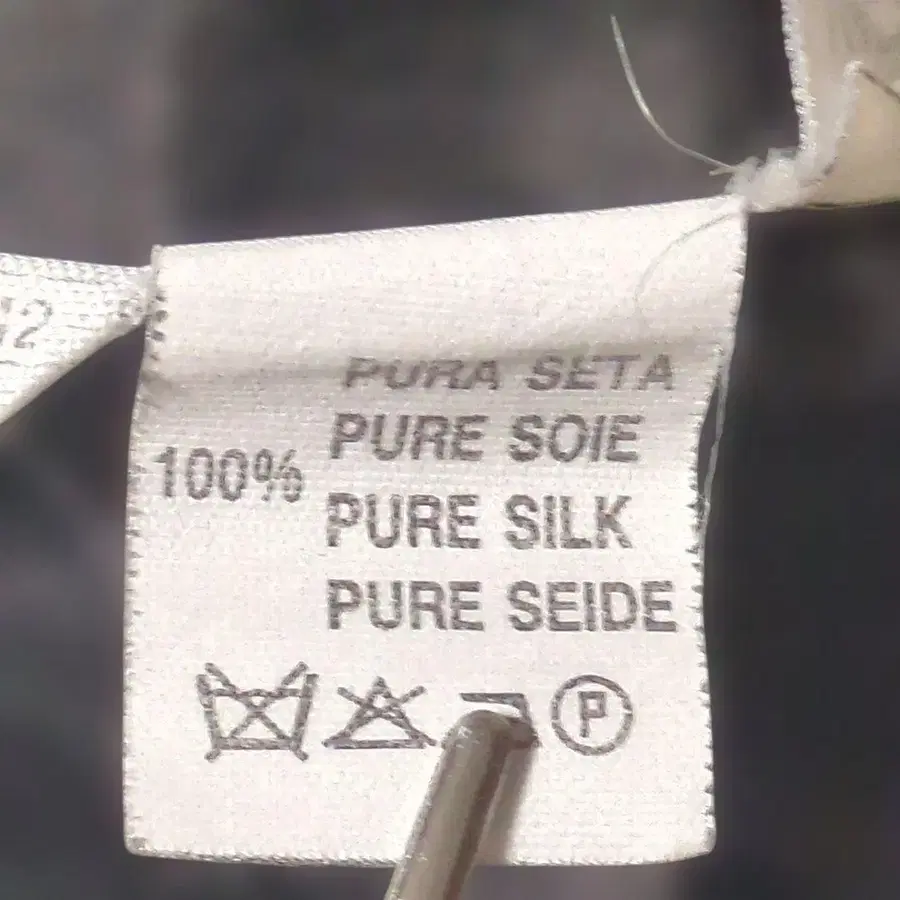 PURA SETA
PURE SOIE
100%
PURE SILK
PURE SEIDE
P